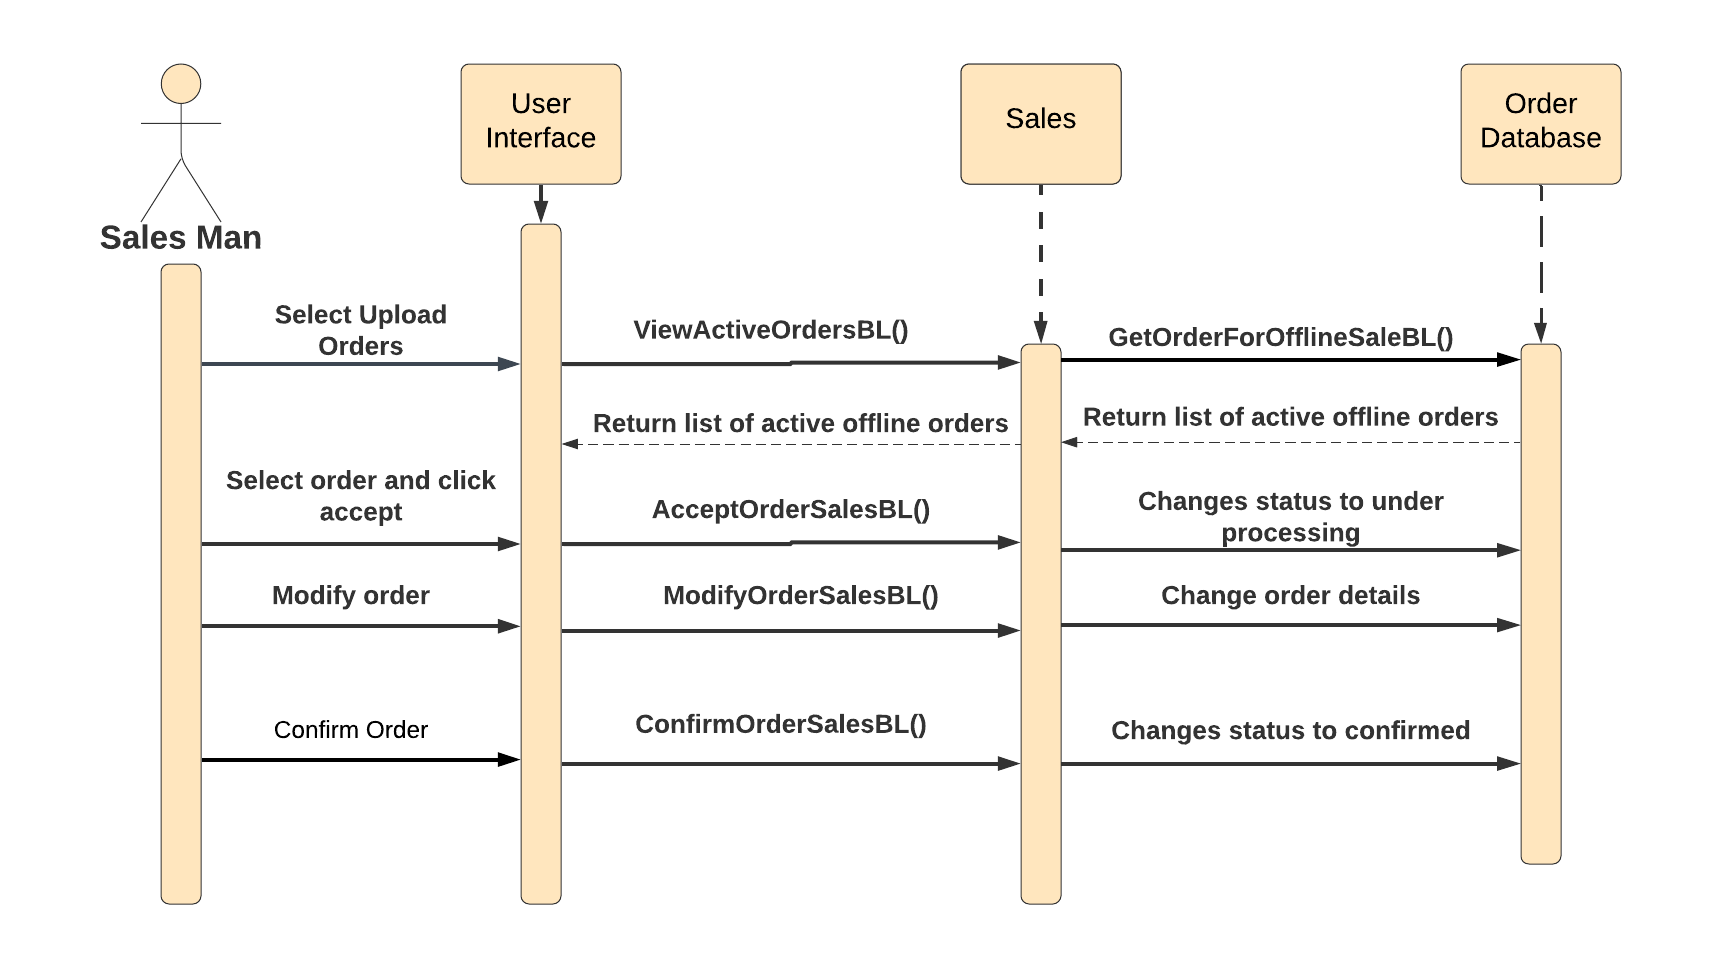 User
Interface
Sales
Order
Database
Sales Man
Select Upload
Orders
ViewActiveOrdersBL()
GetOrderForOfflineSaleBL()
Return list of active offline orders
Return list of active offline orders
Select order and click
accept
AcceptOrderSalesBL()
Changes status to under
processing
Modify order
ModifyOrderSalesBL()
Change order details
Confirm Order
ConfirmOrderSalesBL()
Changes status to confirmed